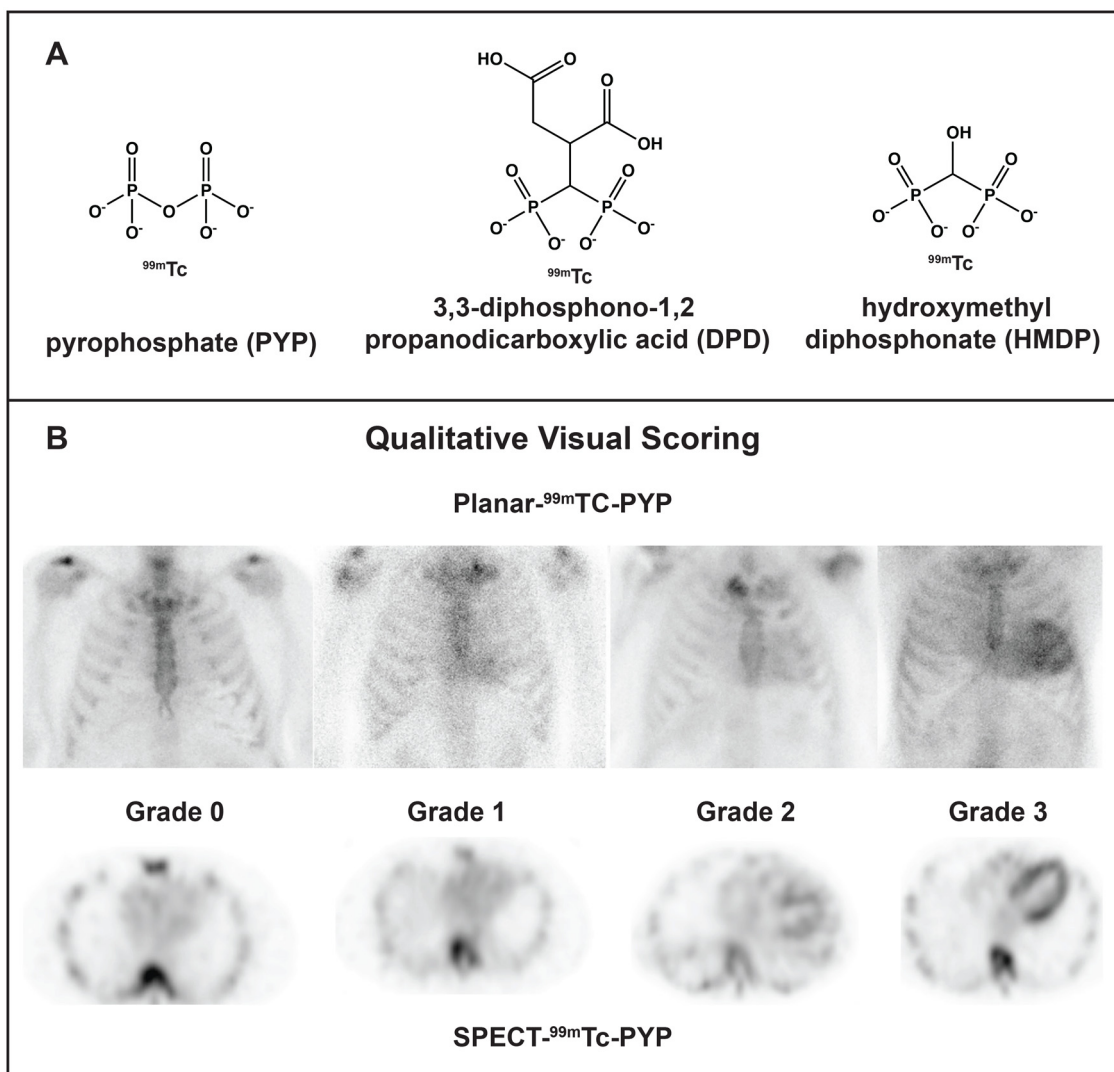 A
O O
P P
O⁻ O O⁻
O⁻ O⁻
⁹⁹ᵐTc
pyrophosphate (PYP)
HO O
O
OH
O O
P P
O⁻ O⁻
O⁻ O⁻
⁹⁹ᵐTc
3,3-diphosphono-1,2
propanodicarboxylic acid (DPD)
OH
O O
P P
O⁻ O⁻
O⁻ O⁻
⁹⁹ᵐTc
hydroxymethyl
diphosphonate (HMDP)
B
Qualitative Visual Scoring
Planar-⁹⁹ᵐTC-PYP
Grade 0 Grade 1 Grade 2 Grade 3
SPECT-⁹⁹ᵐTc-PYP